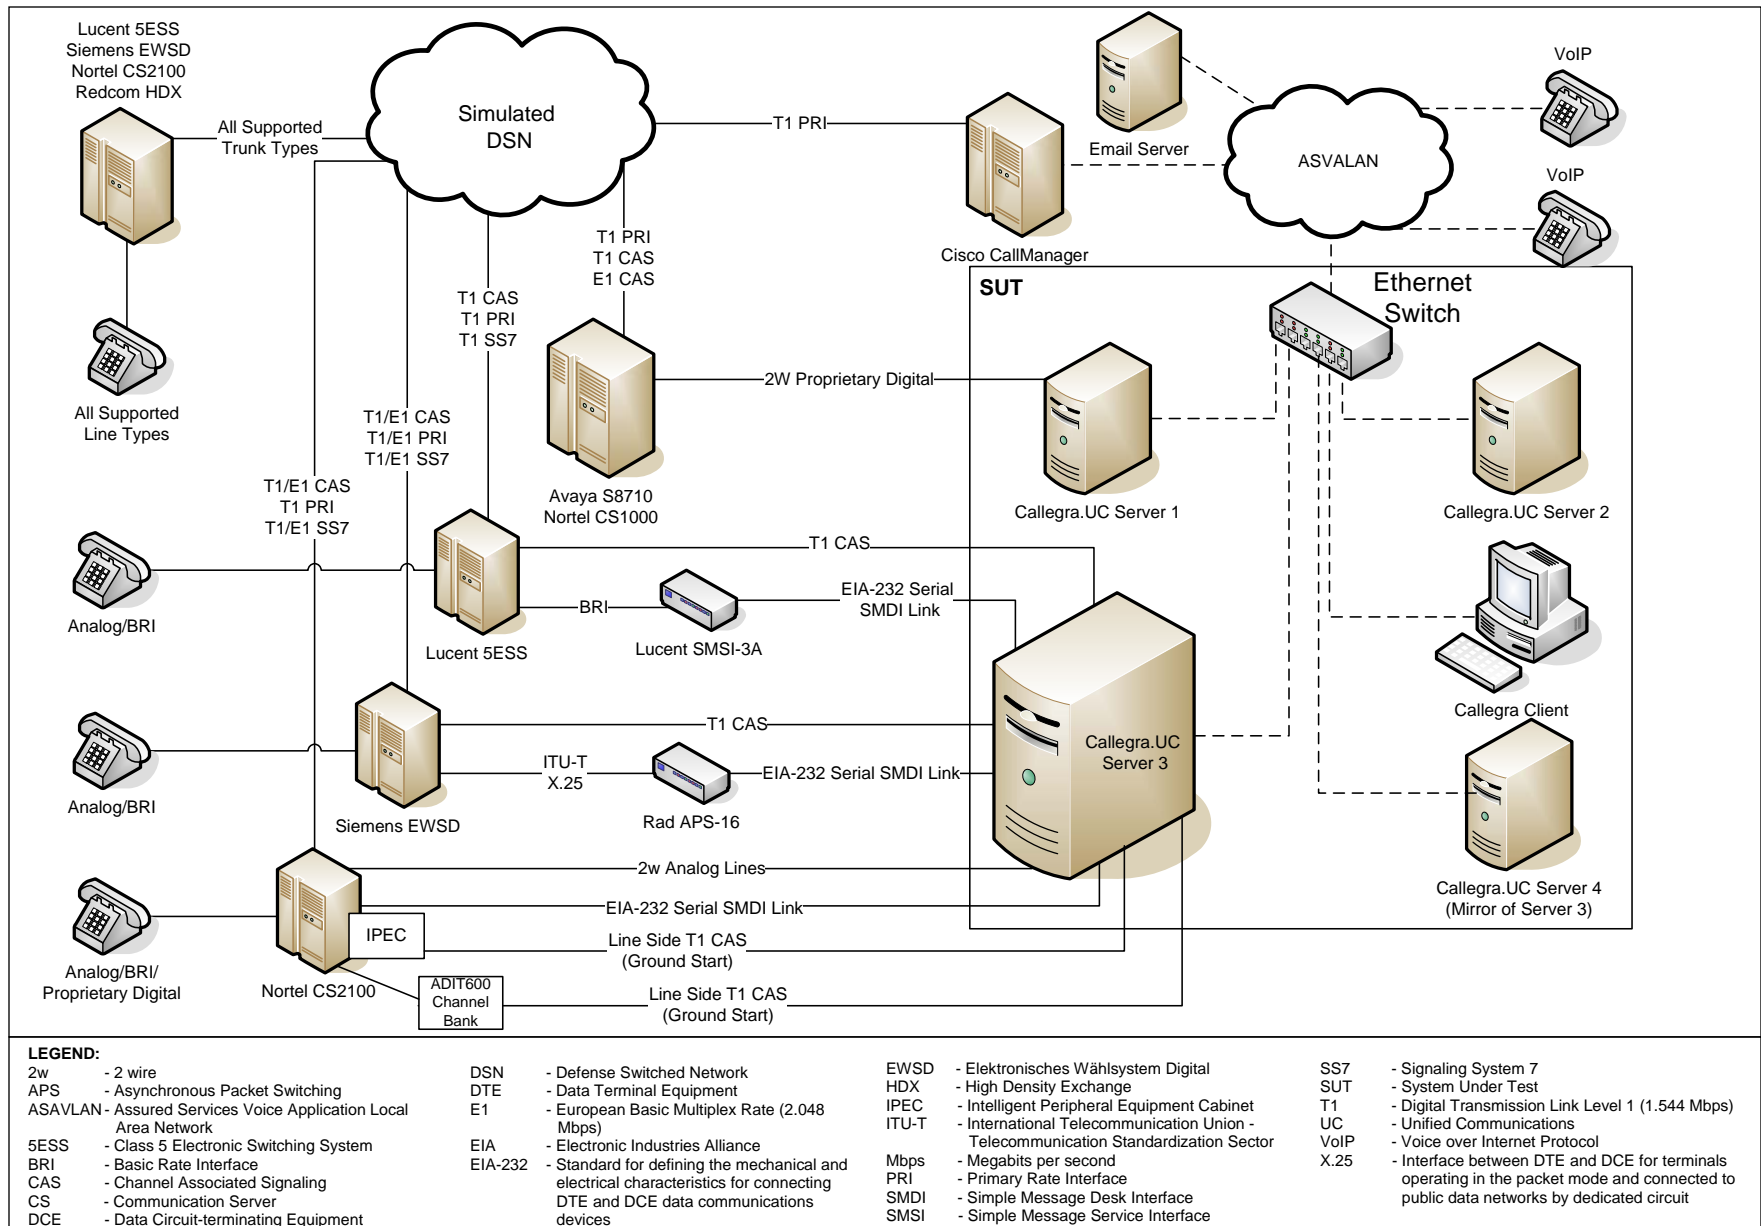 Lucent 5ESS
Siemens EWSD
Nortel CS2100
Redcom HDX
All Supported
Trunk Types
Simulated
DSN
T1 PRI
Email Server
ASVALAN
VoIP
VoIP
Cisco CallManager
T1 PRI
T1 CAS
E1 CAS
T1 CAS
T1 PRI
T1 SS7
SUT
Ethernet
Switch
All Supported
Line Types
2W Proprietary Digital
T1/E1 CAS
T1/E1 PRI
T1/E1 SS7
T1/E1 CAS
T1 PRI
T1/E1 SS7
Avaya S8710
Nortel CS1000
Callegra.UC Server 1
Callegra.UC Server 2
T1 CAS
Analog/BRI
BRI
EIA-232 Serial
SMDI Link
Lucent 5ESS
Lucent SMSI-3A
Callegra Client
T1 CAS
Callegra.UC
Server 3
ITU-T
X.25
EIA-232 Serial SMDI Link
Analog/BRI
Siemens EWSD
Rad APS-16
2w Analog Lines
Callegra.UC Server 4
(Mirror of Server 3)
EIA-232 Serial SMDI Link
IPEC
Line Side T1 CAS
(Ground Start)
Analog/BRI/
Proprietary Digital
Nortel CS2100
ADIT600
Channel
Bank
Line Side T1 CAS
(Ground Start)
LEGEND:
2w - 2 wire
APS - Asynchronous Packet Switching
ASAVLAN - Assured Services Voice Application Local
Area Network
5ESS - Class 5 Electronic Switching System
BRI - Basic Rate Interface
CAS - Channel Associated Signaling
CS - Communication Server
DCE - Data Circuit-terminating Equipment
DSN - Defense Switched Network
DTE - Data Terminal Equipment
E1 - European Basic Multiplex Rate (2.048
Mbps)
EIA - Electronic Industries Alliance
EIA-232 - Standard for defining the mechanical and
electrical characteristics for connecting
DTE and DCE data communications
devices
EWSD - Elektronisches Wählsystem Digital
HDX - High Density Exchange
IPEC - Intelligent Peripheral Equipment Cabinet
ITU-T - International Telecommunication Union -
Telecommunication Standardization Sector
Mbps - Megabits per second
PRI - Primary Rate Interface
SMDI - Simple Message Desk Interface
SMSI - Simple Message Service Interface
SS7 - Signaling System 7
SUT - System Under Test
T1 - Digital Transmission Link Level 1 (1.544 Mbps)
UC - Unified Communications
VoIP - Voice over Internet Protocol
X.25 - Interface between DTE and DCE for terminals
operating in the packet mode and connected to
public data networks by dedicated circuit